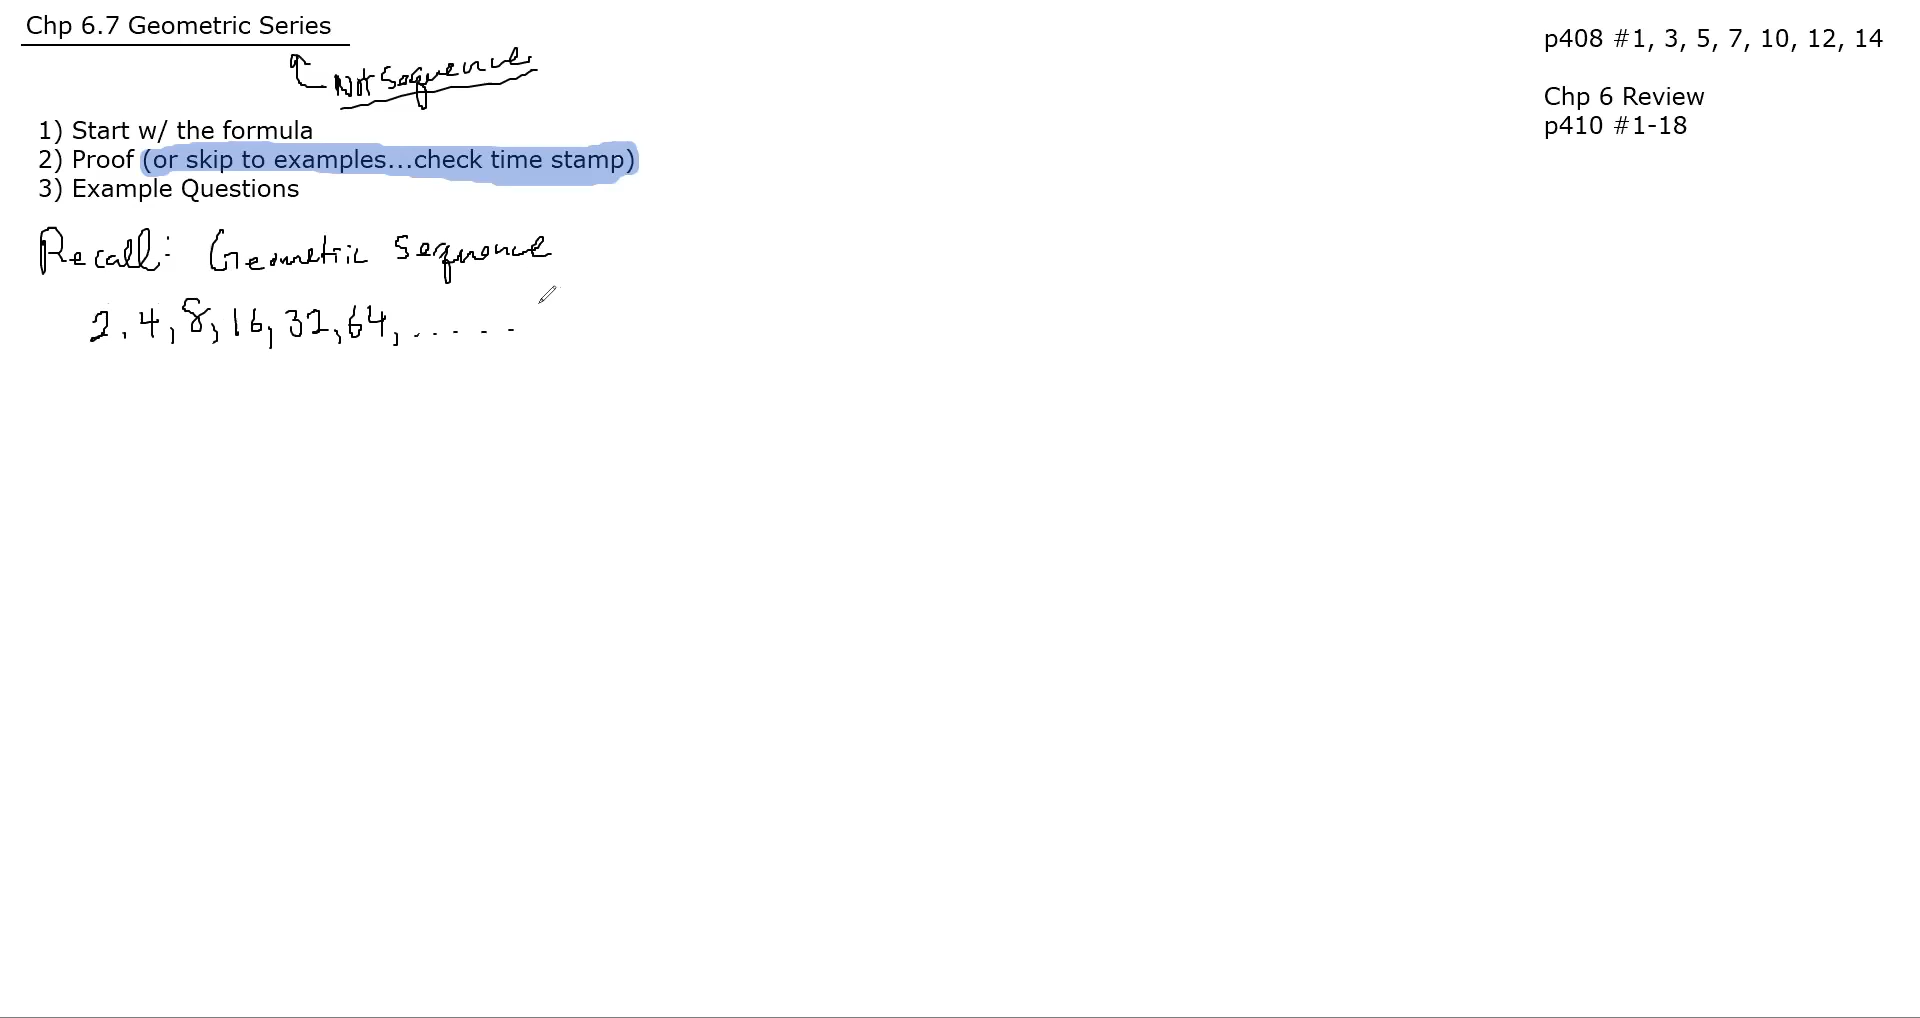 Chp 6.7 Geometric Series
Not Sequence
1) Start w/ the formula
2) Proof (or skip to examples...check time stamp)
3) Example Questions
Recall: Geometric Sequence
2, 4, 8, 16, 32, 64, .....
p408 #1, 3, 5, 7, 10, 12, 14
Chp 6 Review
p410 #1-18